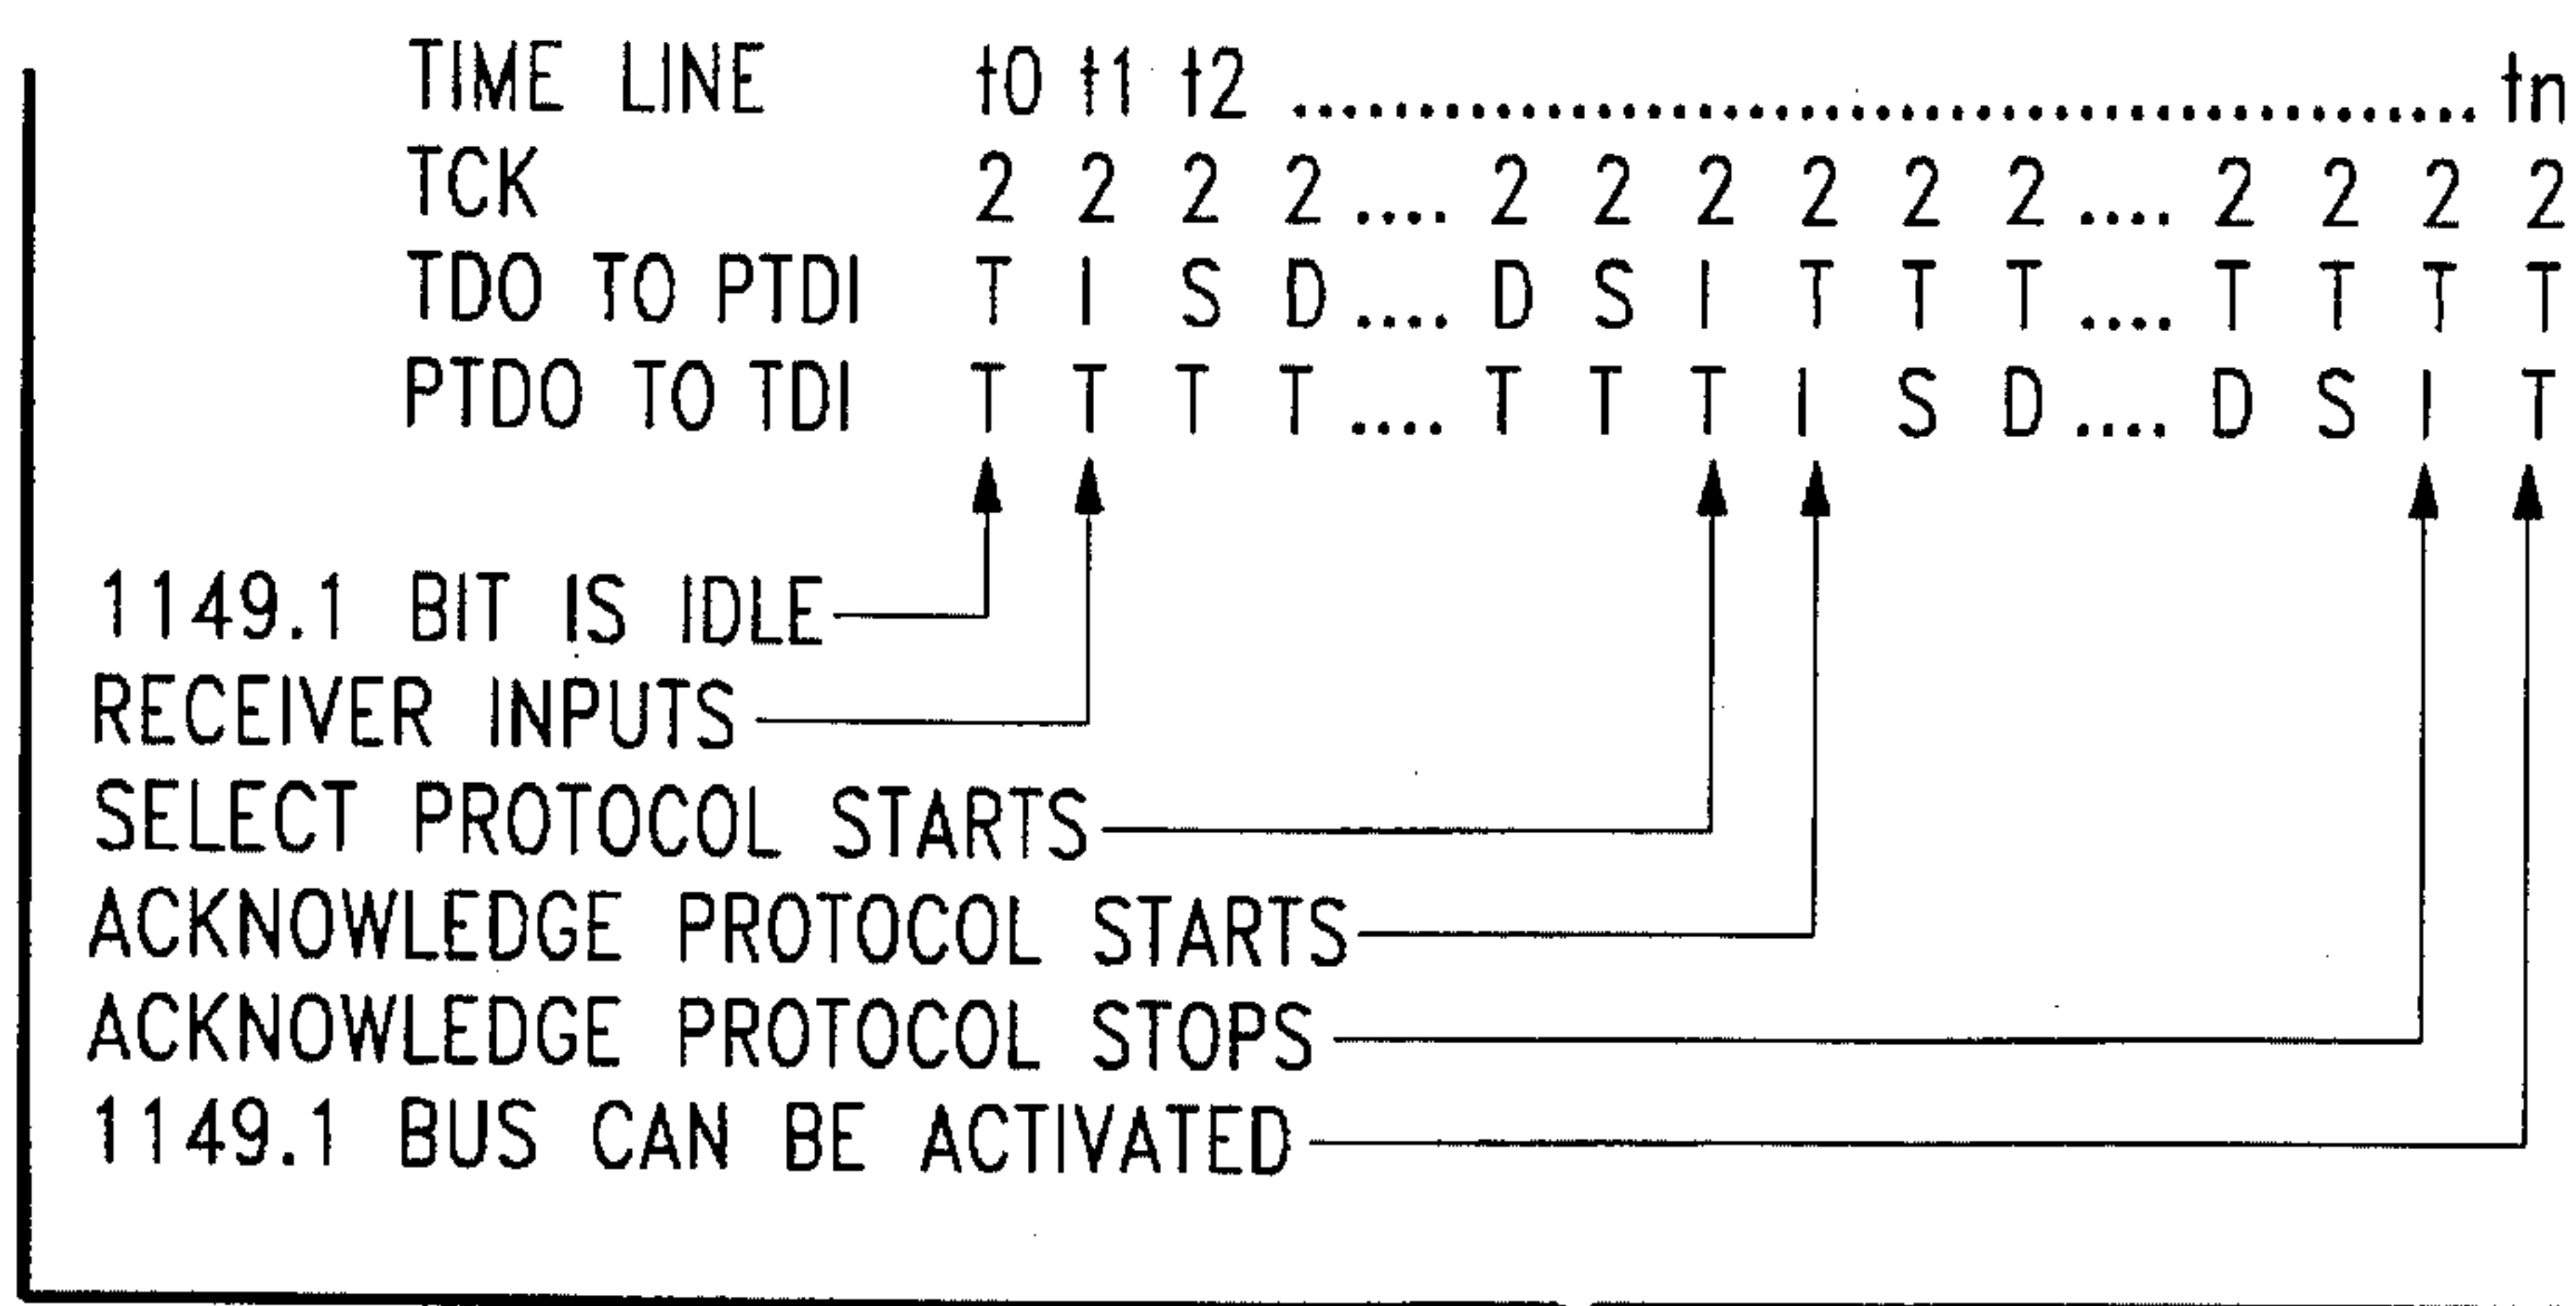 TIME LINE t0 t1 t2 ............................................... tn
TCK 2 2 2 2 .... 2 2 2 2 2 2 .... 2 2 2 2
TDO TO PTDI T I S D .... D S I T T T .... T T T T
PTDO TO TDI T T T T .... T T T I S D .... D S I T
1149.1 BIT IS IDLE
RECEIVER INPUTS
SELECT PROTOCOL STARTS
ACKNOWLEDGE PROTOCOL STARTS
ACKNOWLEDGE PROTOCOL STOPS
1149.1 BUS CAN BE ACTIVATED